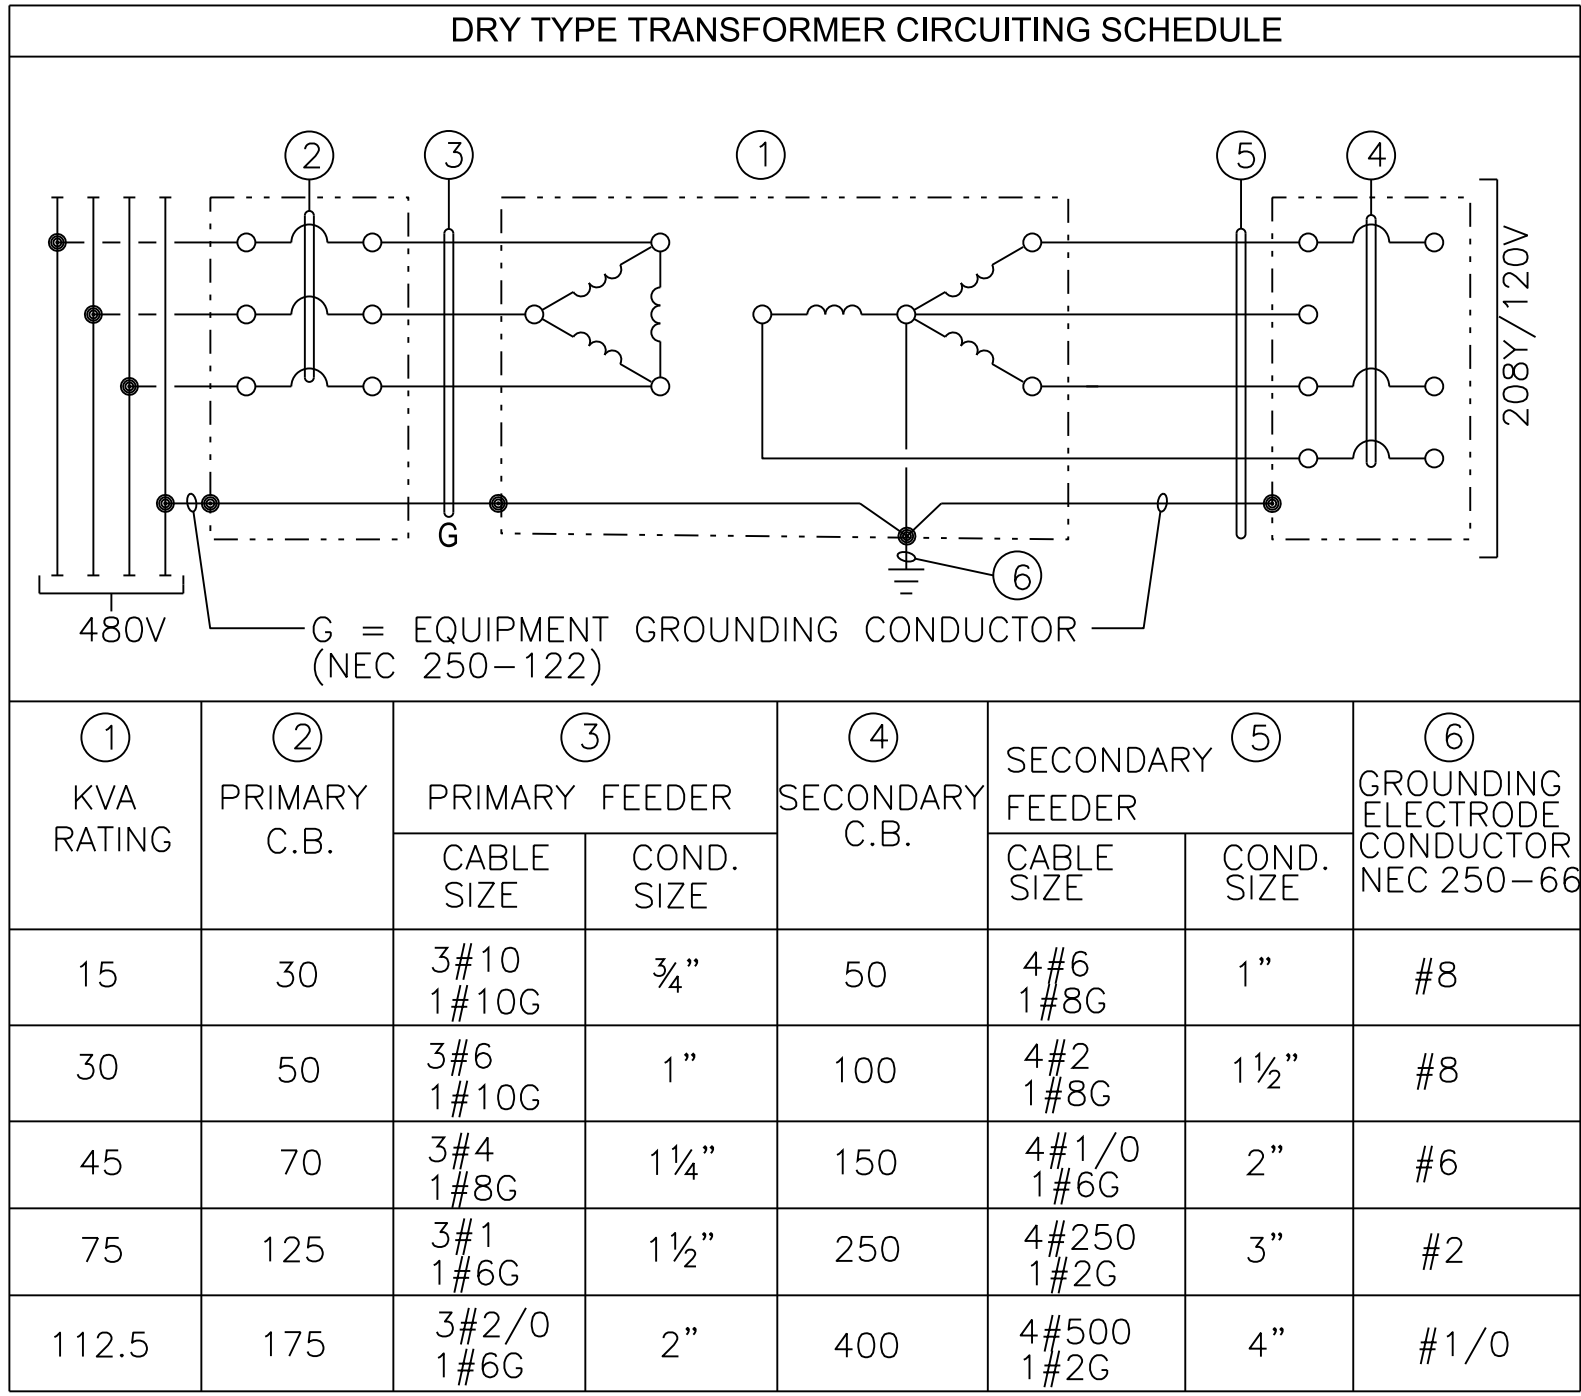 DRY TYPE TRANSFORMER CIRCUITING SCHEDULE
2 3 1 5 4
208Y/120V
G
6
480V
G = EQUIPMENT GROUNDING CONDUCTOR
(NEC 250-122)
1 KVA RATING
2 PRIMARY C.B.
3 PRIMARY FEEDER
CABLE SIZE
COND. SIZE
4 SECONDARY C.B.
5 SECONDARY FEEDER
CABLE SIZE
COND. SIZE
6 GROUNDING ELECTRODE CONDUCTOR NEC 250-66
15 30 3#10 1#10G ¾" 50 4#6 1#8G 1" #8
30 50 3#6 1#10G 1" 100 4#2 1#8G 1½" #8
45 70 3#4 1#8G 1¼" 150 4#1/0 1#6G 2" #6
75 125 3#1 1#6G 1½" 250 4#250 1#2G 3" #2
112.5 175 3#2/0 1#6G 2" 400 4#500 1#2G 4" #1/0